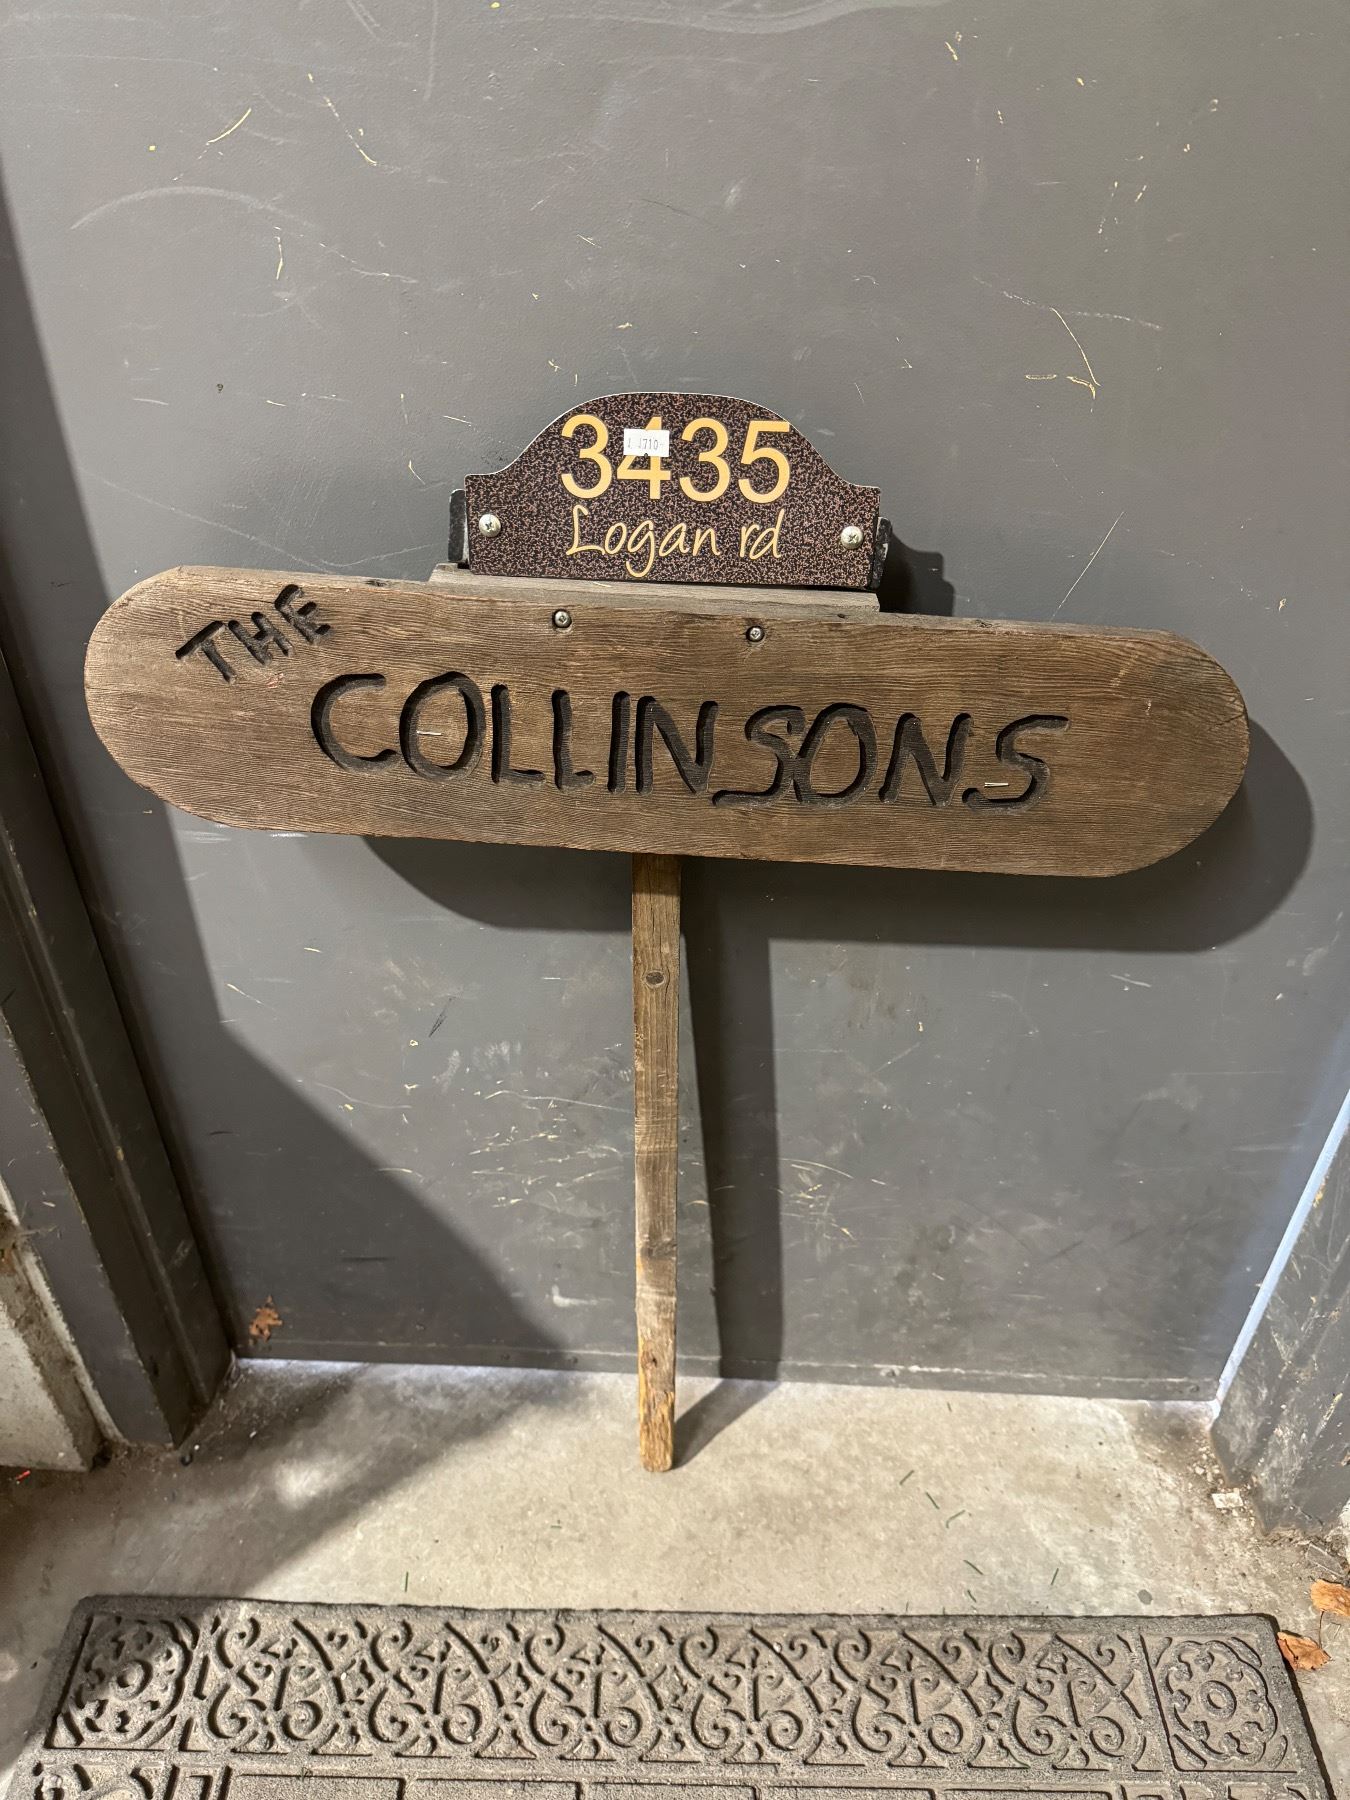 3435
Logan rd
THE
COLLINSONS